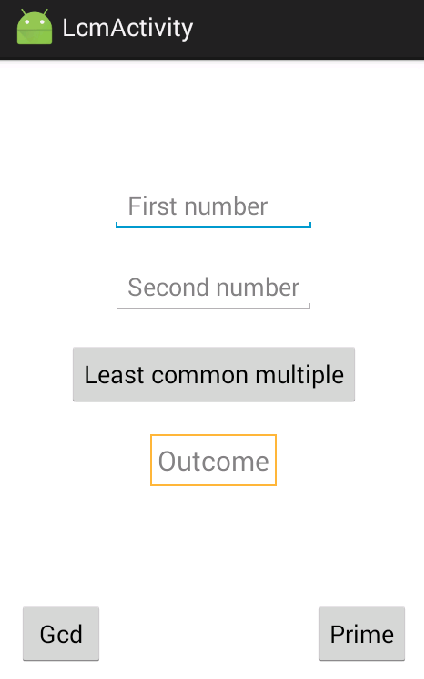 LcmActivity
First number
Second number
Least common multiple
Outcome
Gcd
Prime